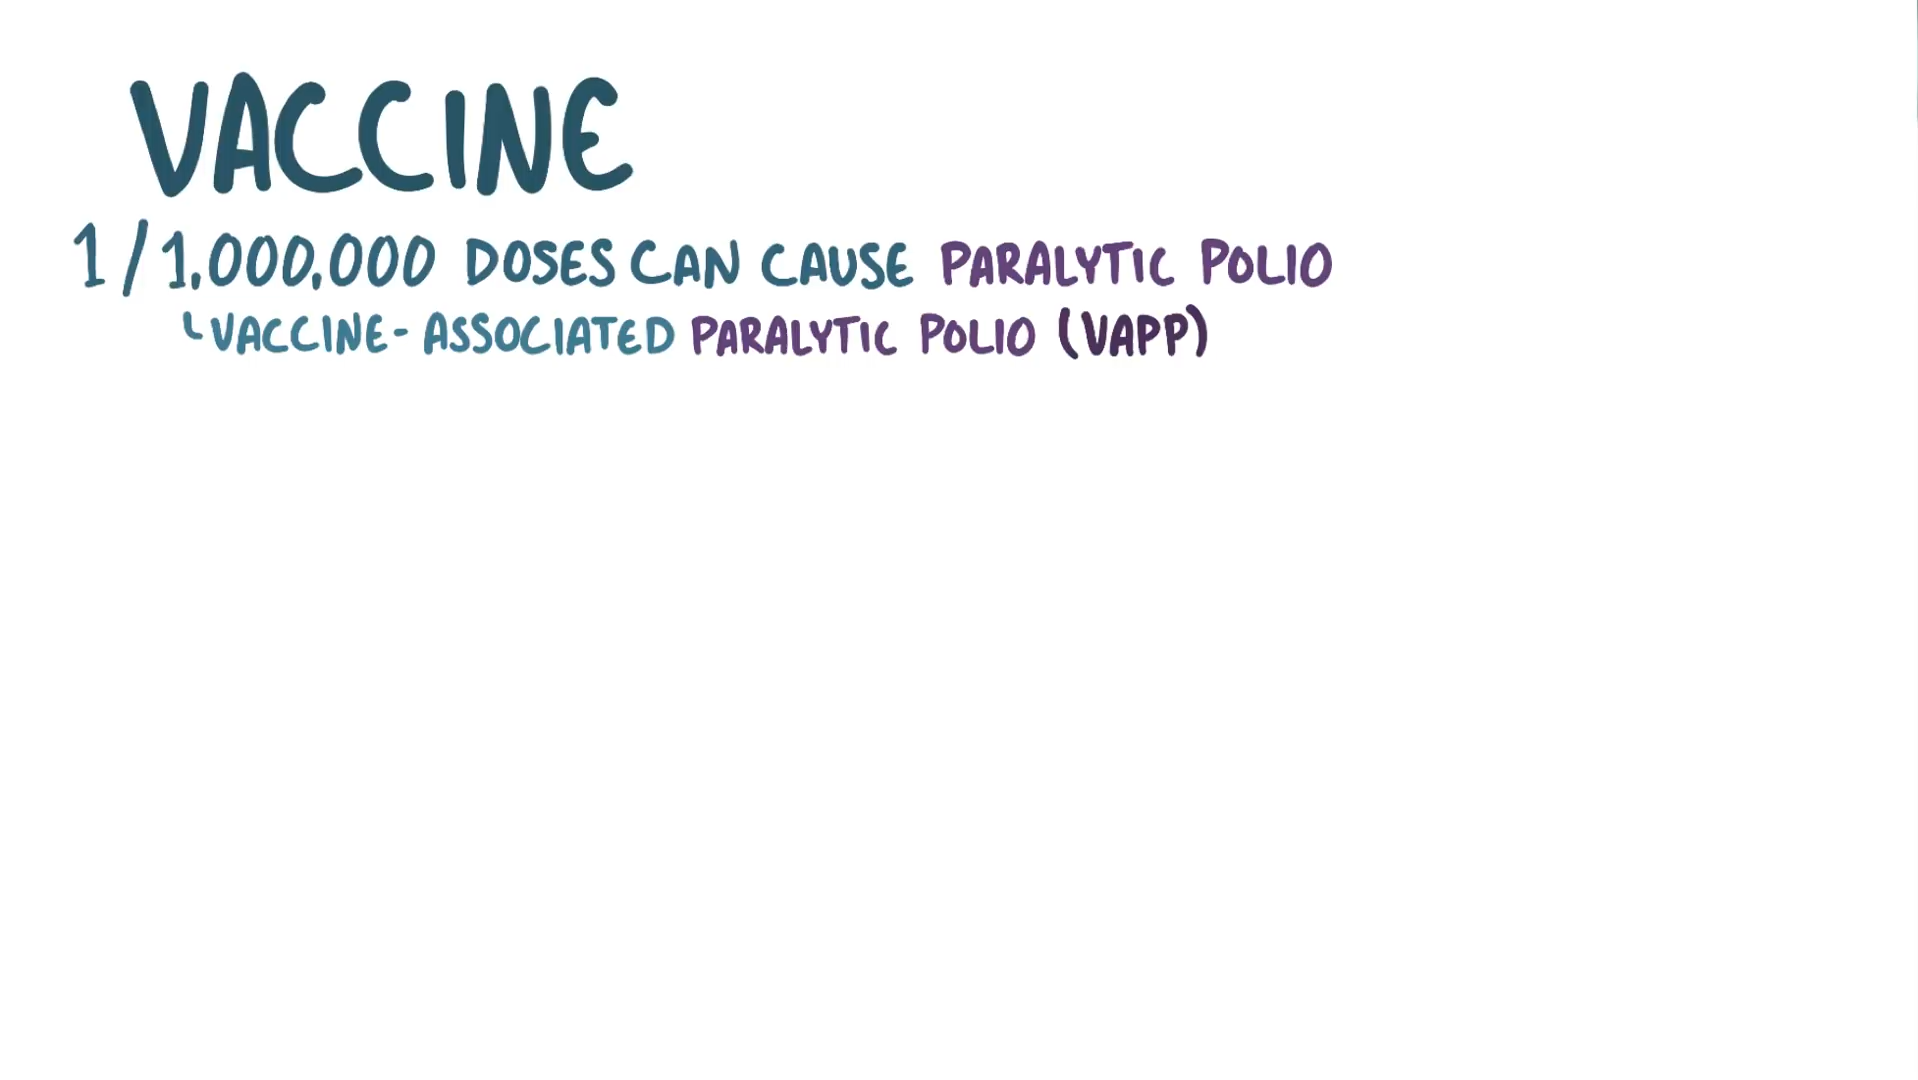 VACCINE
1/1,000,000 DOSES CAN CAUSE PARALYTIC POLIO
VACCINE-ASSOCIATED PARALYTIC POLIO (VAPP)